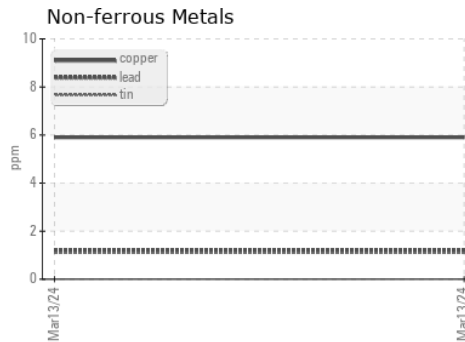 Non-ferrous Metals
10
8
6
4
2
0
ppm
copper
lead
tin
Mar13/24
Mar13/24